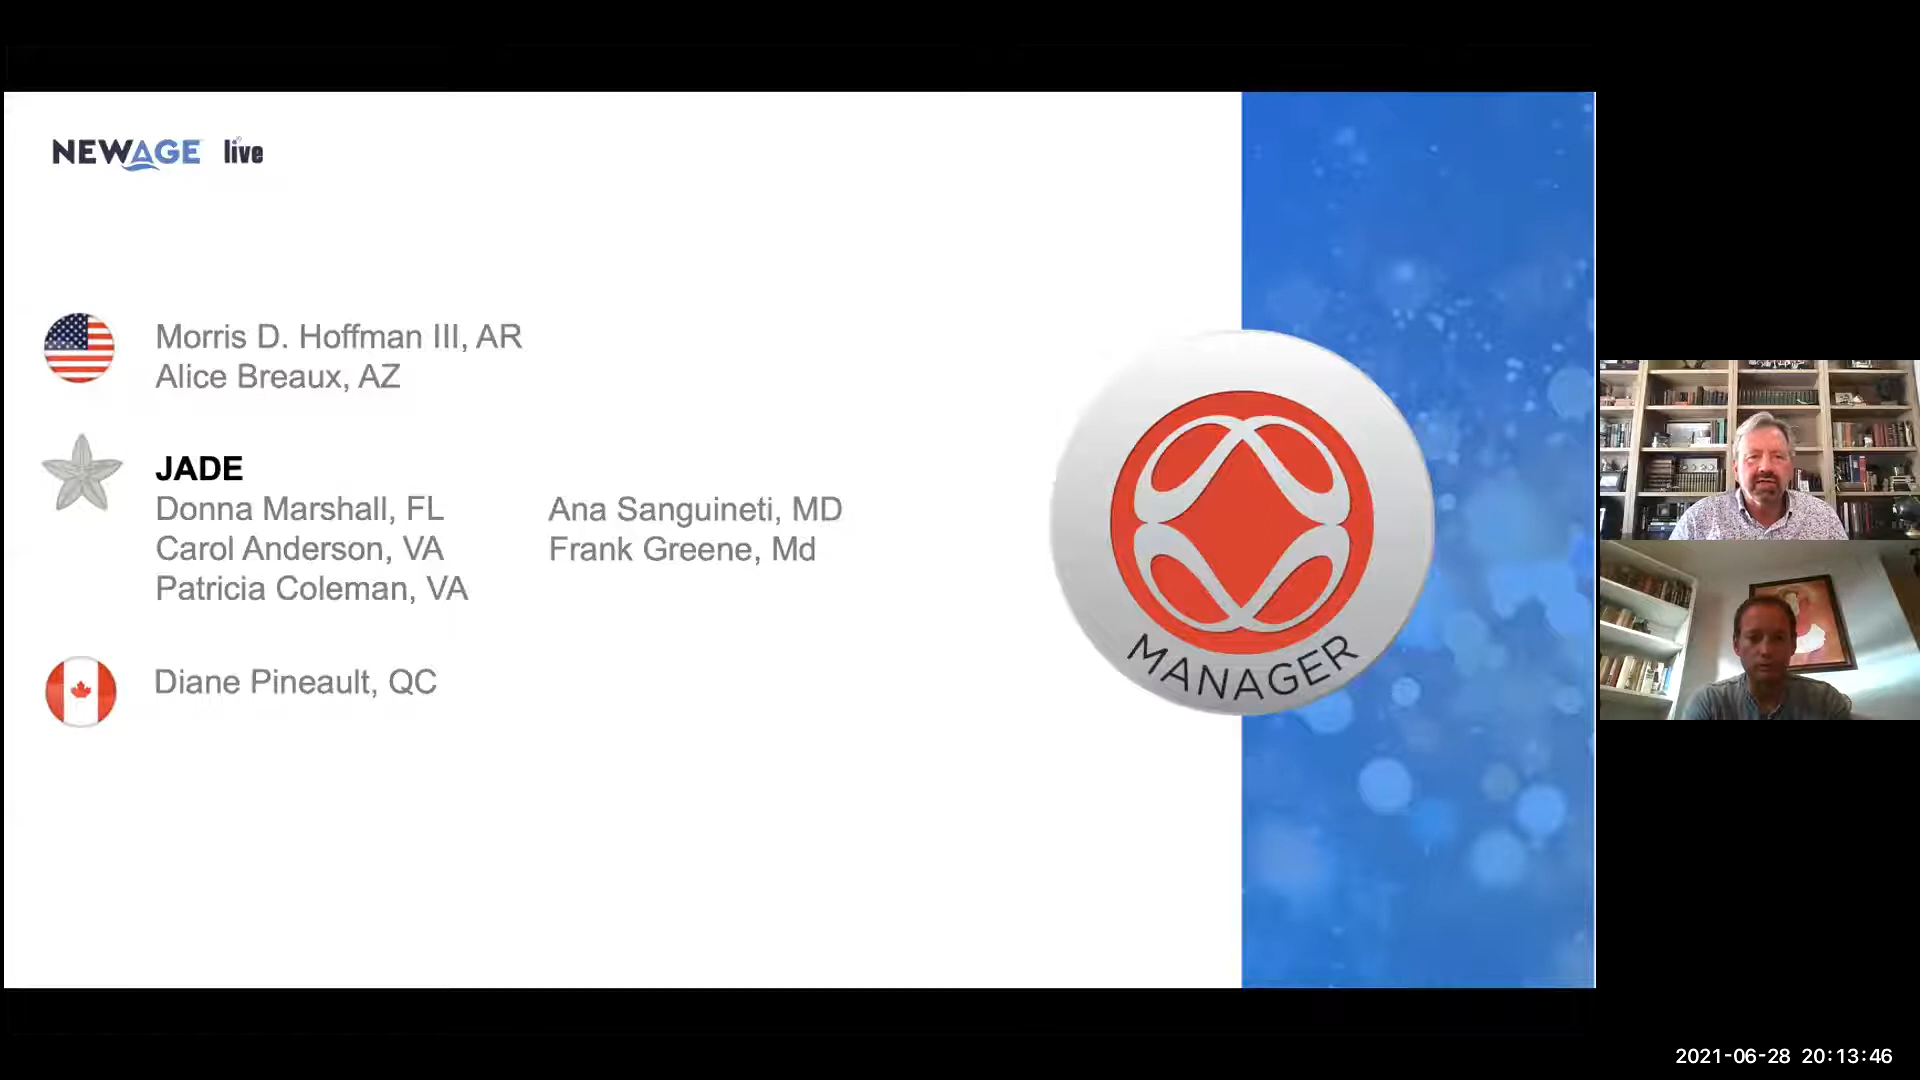 NEWAGE live
Morris D. Hoffman III, AR
Alice Breaux, AZ
JADE
Donna Marshall, FL
Carol Anderson, VA
Patricia Coleman, VA
Ana Sanguineti, MD
Frank Greene, Md
Diane Pineault, QC
MANAGER
2021-06-28 20:13:46